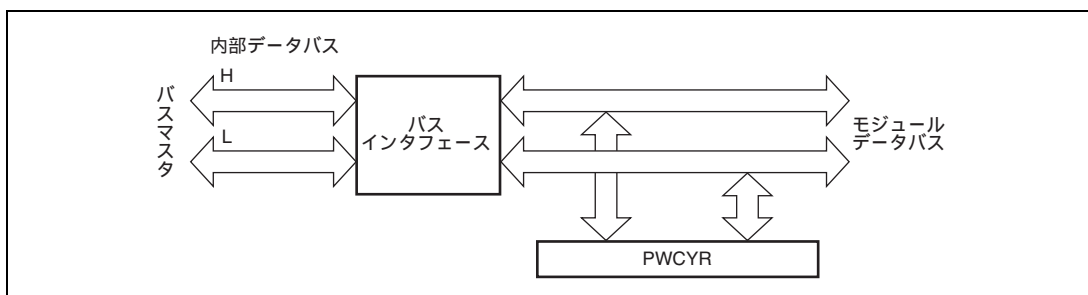 内部データバス
H
L
バスマスタ
バス
インタフェース
モジュール
データバス
PWCYR